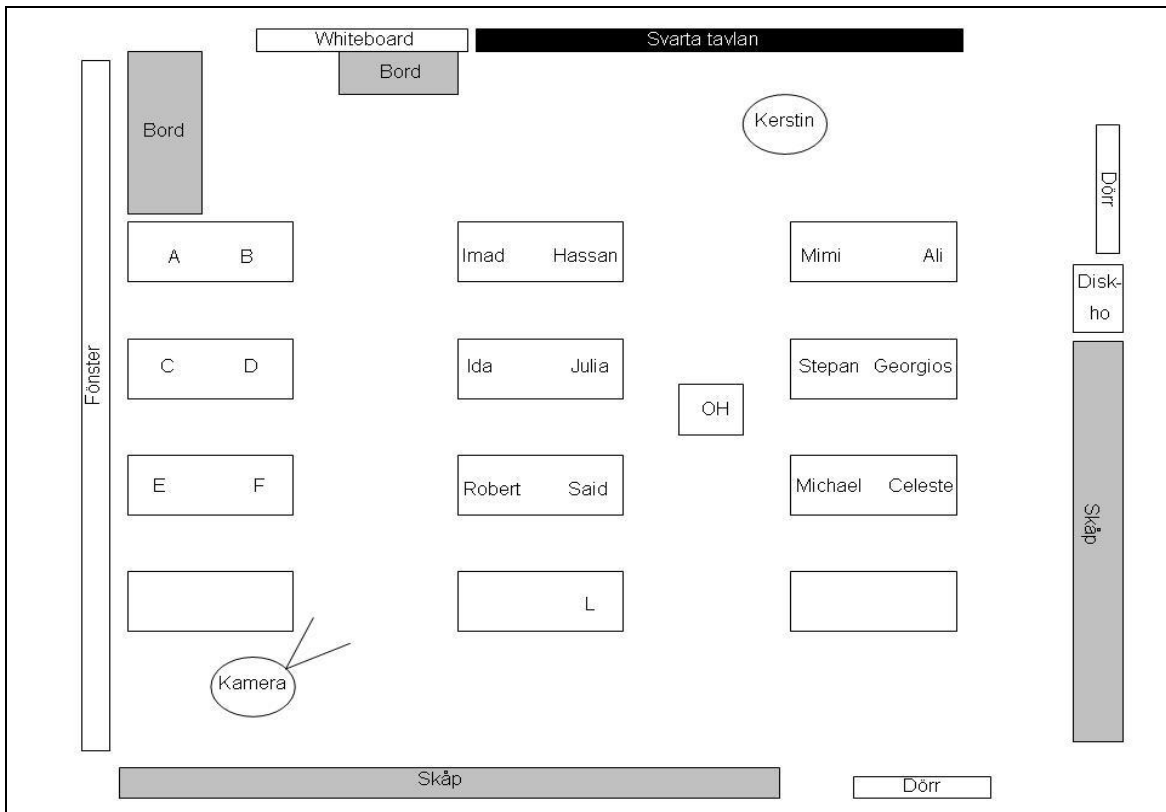 Whiteboard
Svarta tavlan
Bord
Bord
Kerstin
Dörr
A B
Imad Hassan
Mimi Ali
Disk-
ho
C D
Ida Julia
Stepan Georgios
Fönster
OH
E F
Robert Said
Michael Celeste
Skåp
L
Kamera
Skåp
Dörr